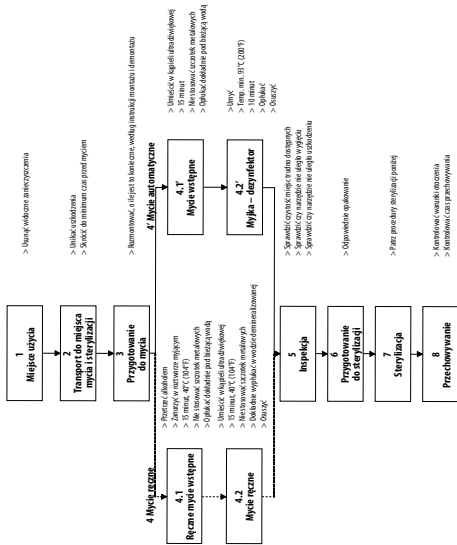 1
Miejsce użycia
> Usunąć widoczne zanieczyszczenia
2
Transport do miejsca
mycia i sterylizacji
> Unikać uszkodzenia
> Skrócić do minimum czas przed myciem
3
Przygotowanie
do mycia
> Rozmontować, o ile jest to konieczne, według instrukcji montażu i demontażu
4 Mycie ręczne
4.1
Ręczne mycie wstępne
> Przetrzeć alkoholem
> Zanurzyć w roztworze myjącym
> 15 minut, 40°C (104°F)
> Nie stosować szczotek metalowych
> Opłukać dokładnie pod bieżącą wodą
4.2
Mycie ręczne
> Umieścić w kąpieli ultradźwiękowej
> 15 minut, 40°C (104°F)
> Nie stosować szczotek metalowych
> Dokładnie wypłukać w wodzie demineralizowanej
> Osuszyć
4' Mycie automatyczne
4.1'
Mycie wstępne
> Umieścić w kąpieli ultradźwiękowej
> 15 minut
> Nie stosować szczotek metalowych
> Opłukać dokładnie pod bieżącą wodą
4.2'
Myjka – dezynfektor
> Umyć
> Temp. min. 93°C (200°F)
> 10 minut
> Opłukać
> Osuszyć
5
Inspekcja
> Sprawdzić czystość miejsc trudno dostępnych
> Sprawdzić czy narzędzie nie uległo wygięciu
> Sprawdzić czy narzędzie nie uległo uszkodzeniu
6
Przygotowanie
do sterylizacji
> Odpowiednie opakowanie
7
Sterylizacja
> Patrz procedury sterylizacji poniżej
8
Przechowywanie
> Kontrolować warunki otoczenia
> Kontrolować czas przechowywania